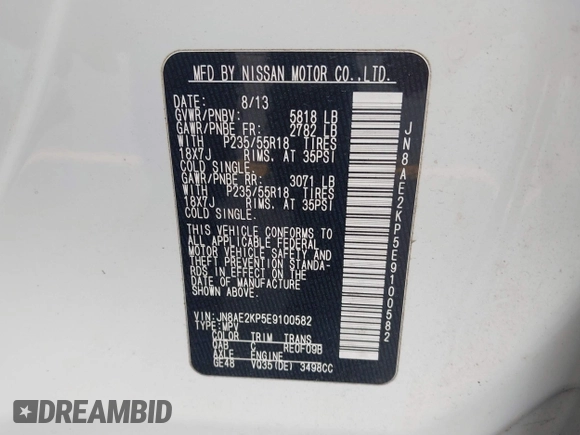 MFD BY NISSAN MOTOR CO.,LTD.
DATE: 8/13
GVWR/PNBV: 5818 LB
GAWR/PNBE FR: 2782 LB
WITH P235/55R18 TIRES
18X7J RIMS. AT 35PSI
COLD SINGLE.
GAWR/PNBE RR: 3071 LB
WITH P235/55R18 TIRES
18X7J RIMS. AT 35PSI
COLD SINGLE.
THIS VEHICLE CONFORMS TO
ALL APPLICABLE FEDERAL
MOTOR VEHICLE SAFETY AND
THEFT PREVENTION STANDA-
RDS IN EFFECT ON THE
DATE OF MANUFACTURE
SHOWN ABOVE.
VIN:JN8AE2KP5E9100582
TYPE:MPV
COLOR TRIM TRANS
QAB C RE0F09B
AXLE ENGINE
GE48 VQ35(DE) 3498CC
JN8AE2KP5E9100582
DREAMBID